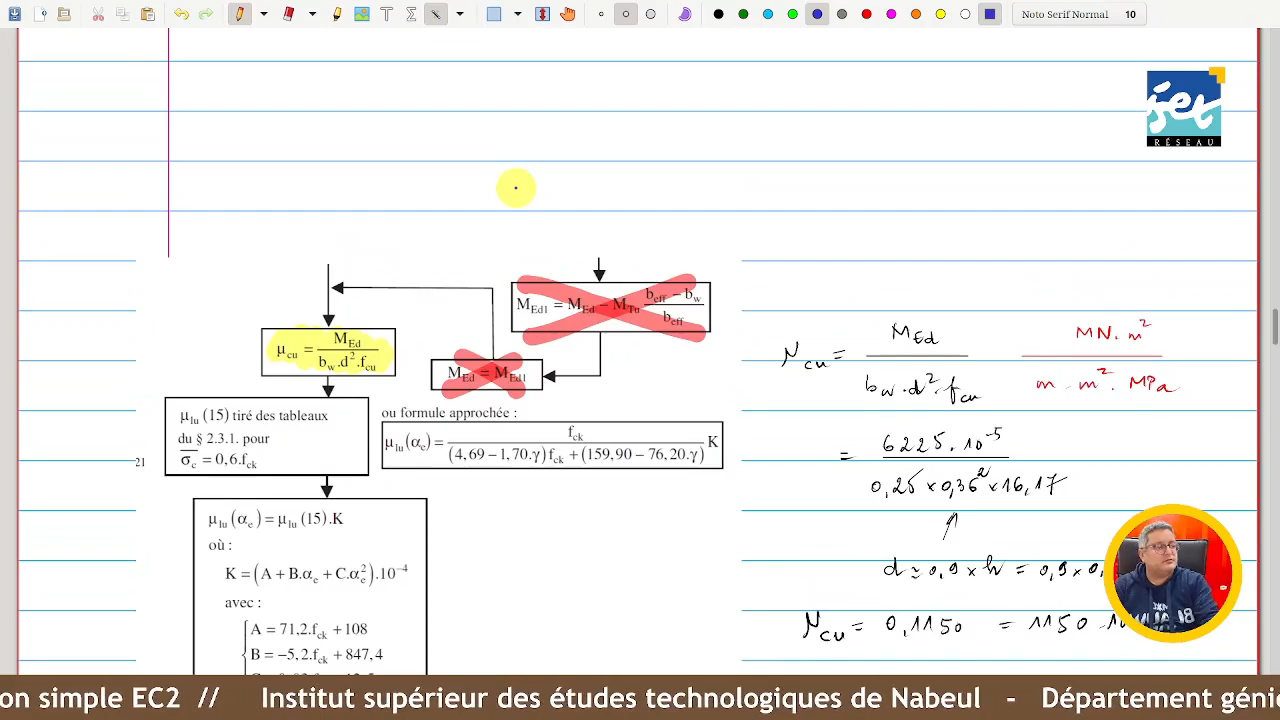 Noto Serif Normal 10
iset
RÉSEAU
M_Ed1 = M_Ed − M_Tu (b_eff − b_w) / b_eff
μ_cu = M_Ed / (b_w.d².f_cu)
M_Ed = M_Ed1
μ_lu (15) tiré des tableaux
du § 2.3.1. pour
σ̅_c = 0,6.f_ck
ou formule approchée :
μ_lu(α_e) = f_ck / ((4,69 − 1,70.γ) f_ck + (159,90 − 76,20.γ)) K
21
μ_lu(α_e) = μ_lu(15).K
où :
K = (A + B.α_e + C.α_e²).10⁻⁴
avec :
A = 71,2.f_ck + 108
B = −5,2.f_ck + 847,4
μ_cu = M_Ed / (b_w.d².f_cu)
MN.m² / m.m².MPa
= 6225.10⁻⁵ / (0,25×0,36²×16,17)
d ≃ 0,9×h = 0,9×0,
μ_cu = 0,1150 = 1150
on simple EC2 // Institut supérieur des études technologiques de Nabeul - Département géni